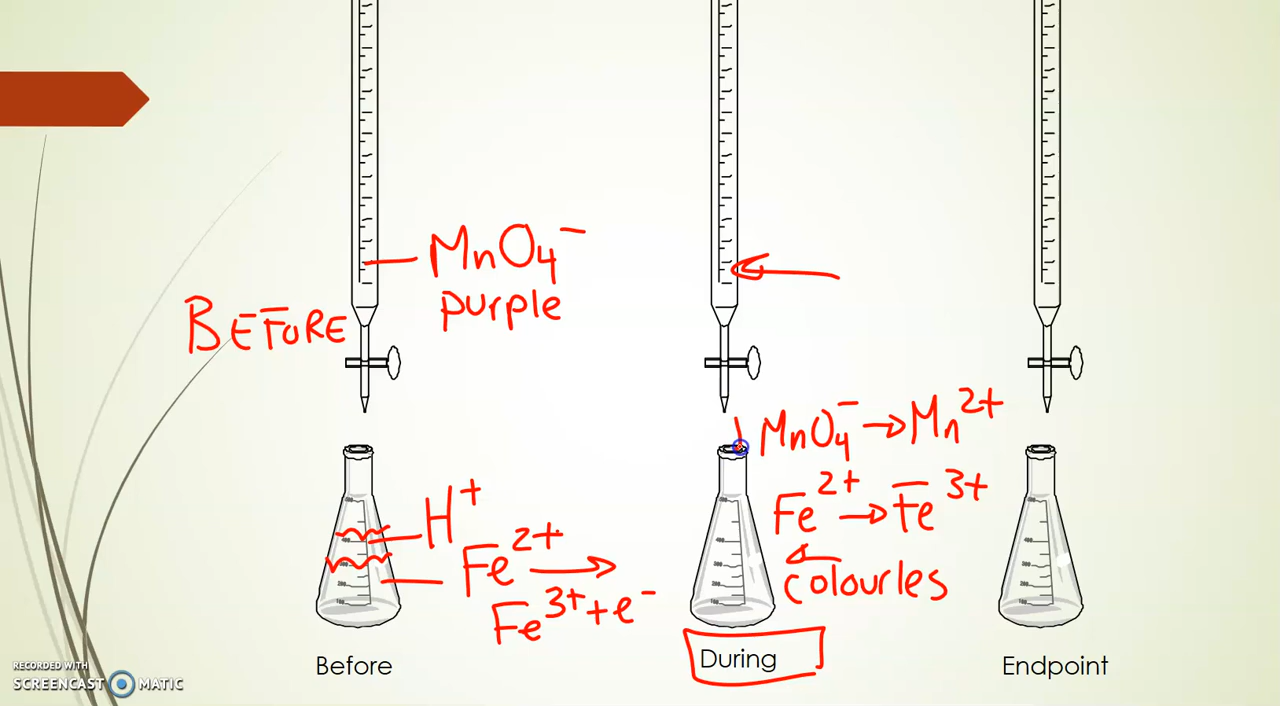 MnO4⁻
purple
BEFORE
H⁺
Fe²⁺ →
Fe³⁺ + e⁻
MnO4⁻ → Mn²⁺
Fe²⁺ → Fe³⁺
colourles
Before
During
Endpoint
RECORDED WITH
SCREENCAST MATIC